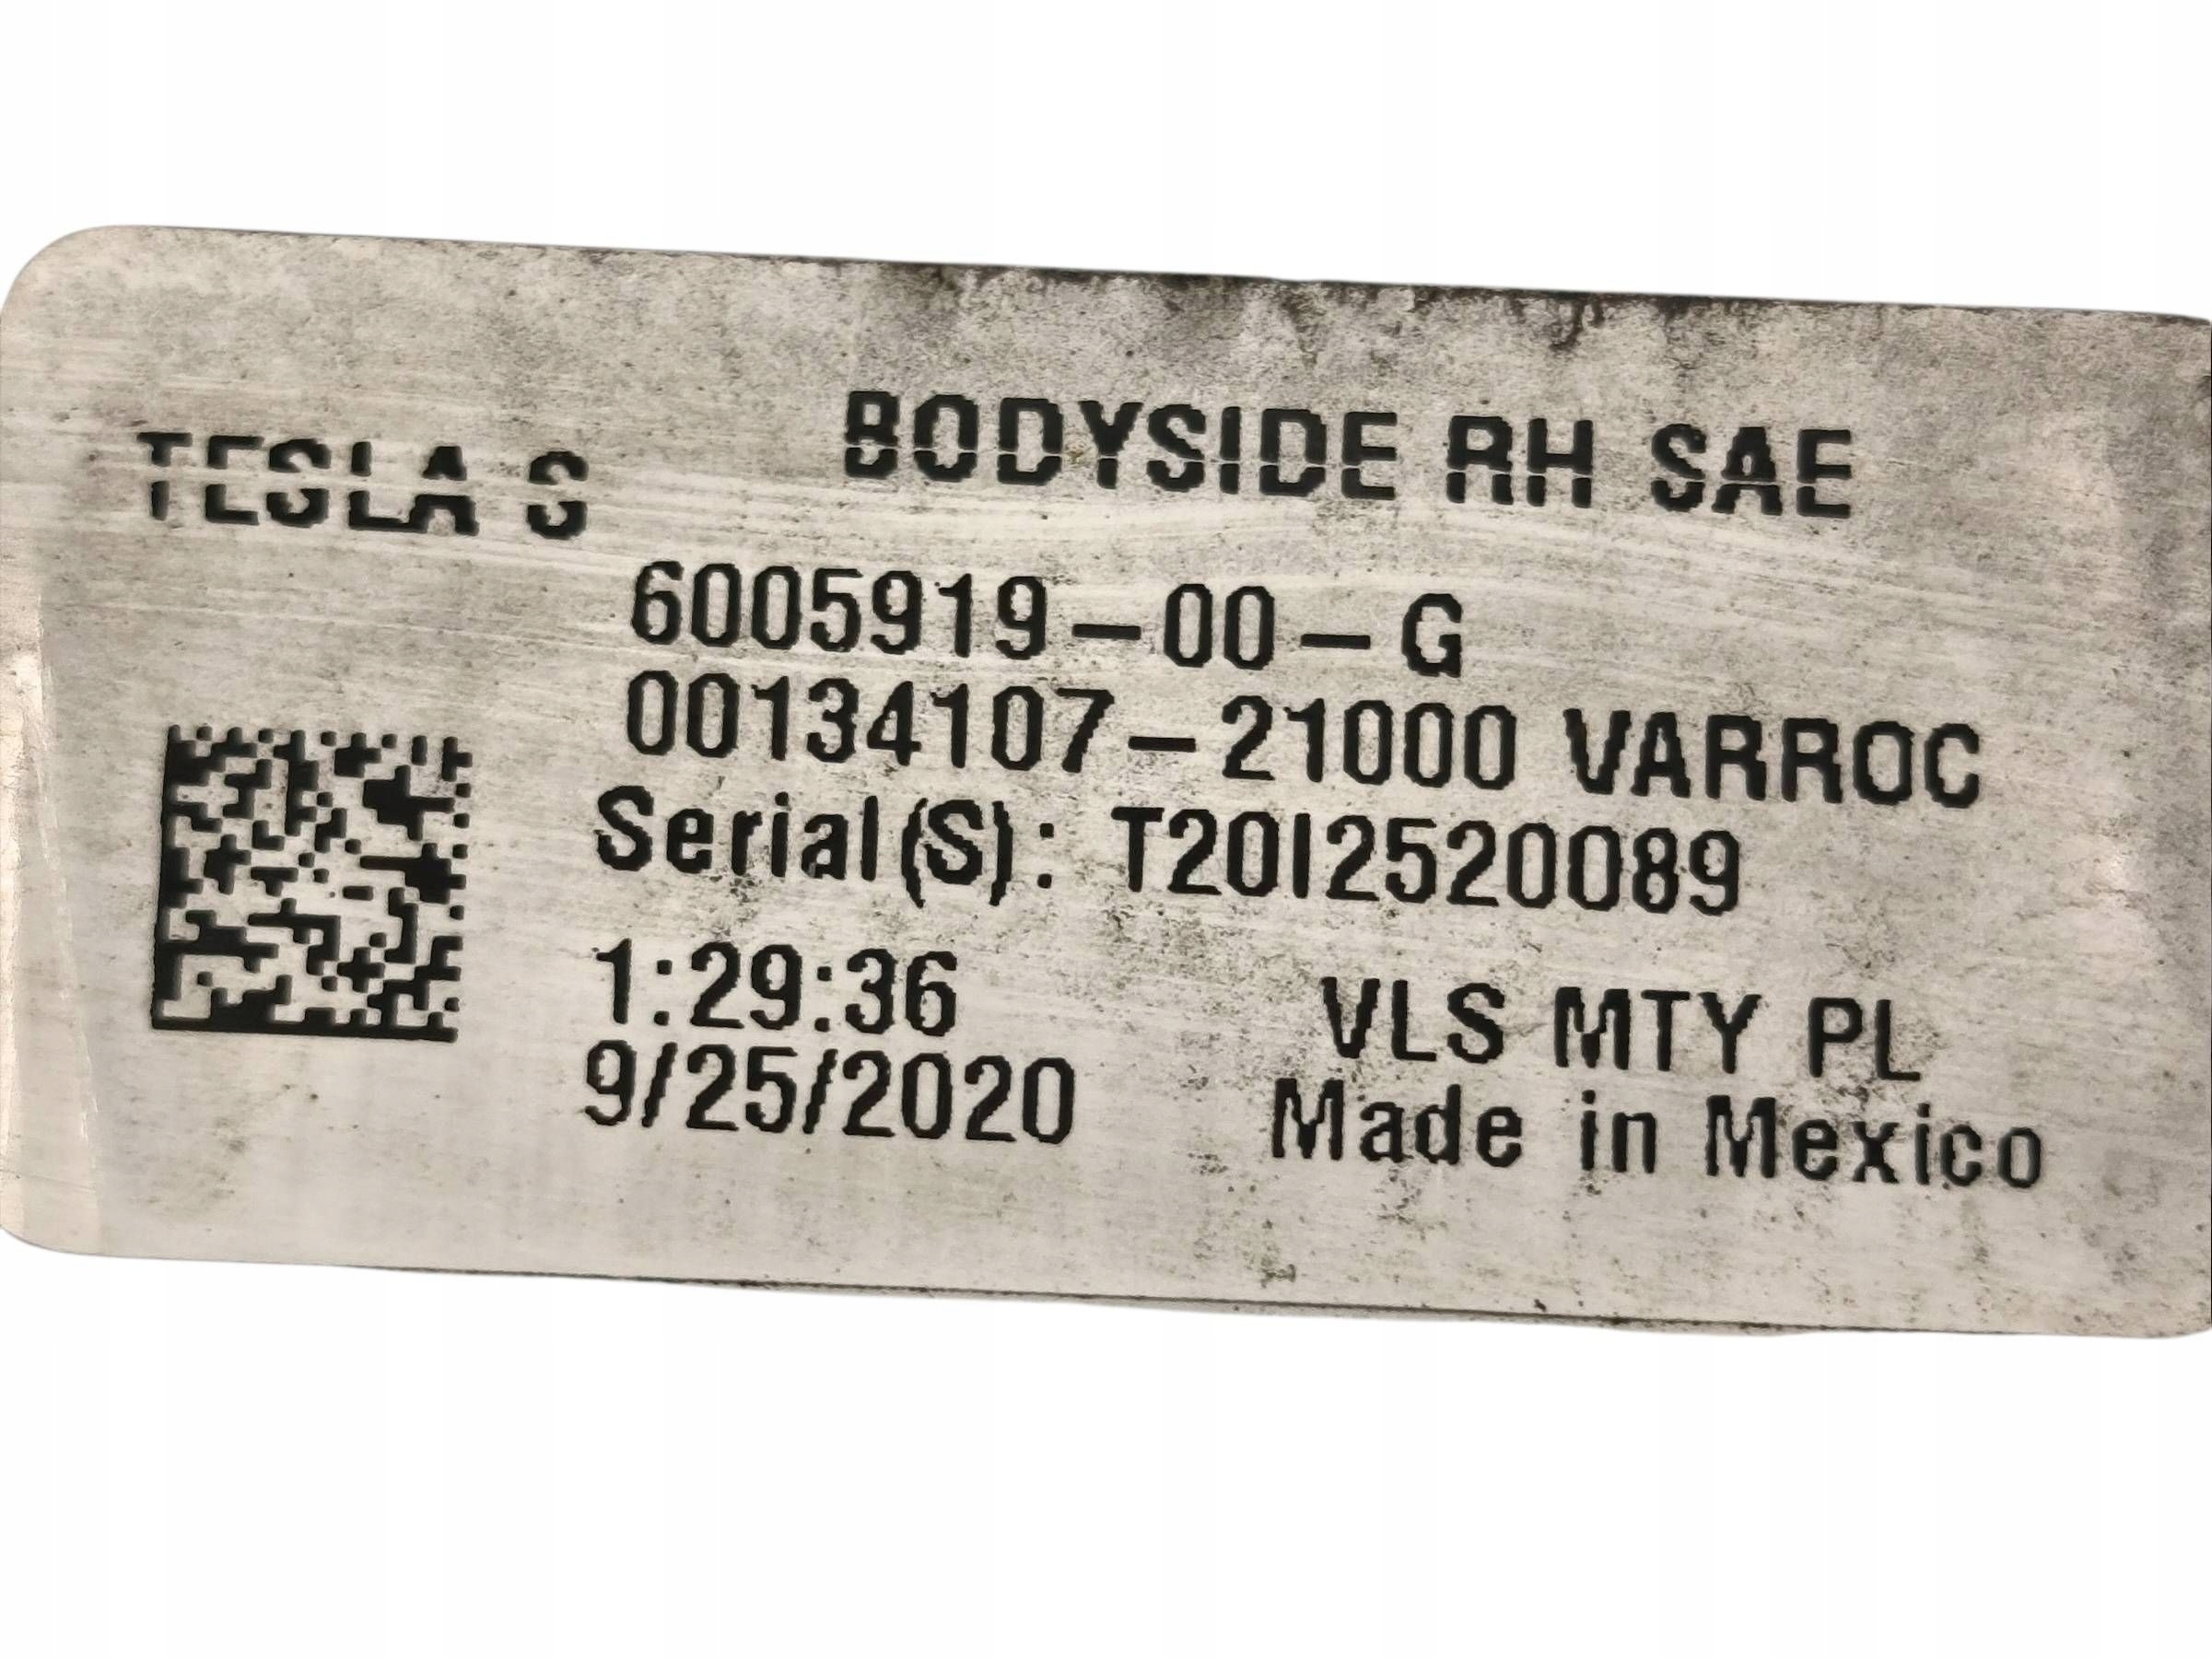 TESLA S BODYSIDE RH SAE
6005919-00-G
00134107-21000 VARROC
Serial(S): T20I2520089
1:29:36 VLS MTY PL
9/25/2020 Made in Mexico